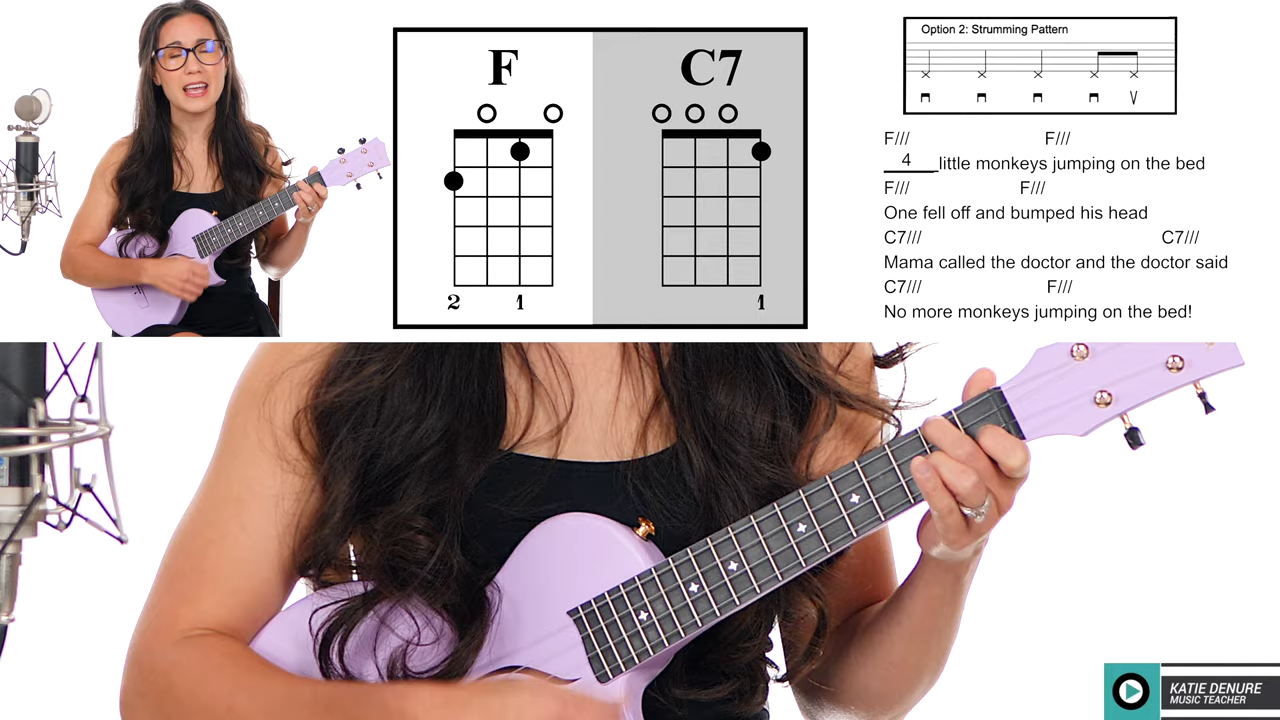 F
C7
2 1
1
Option 2: Strumming Pattern
F/// F///
4 little monkeys jumping on the bed
F/// F///
One fell off and bumped his head
C7/// C7///
Mama called the doctor and the doctor said
C7/// F///
No more monkeys jumping on the bed!
KATIE DENURE
MUSIC TEACHER